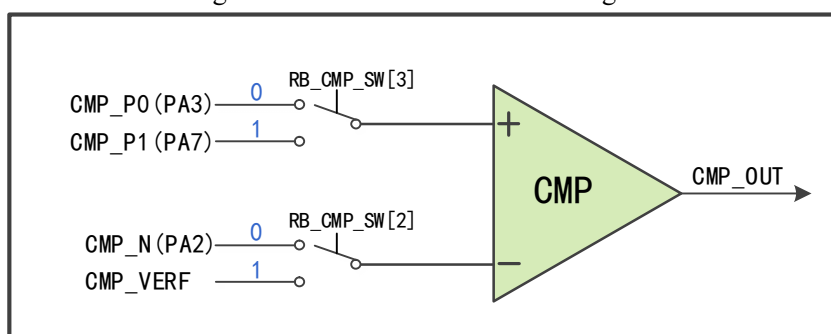 RB_CMP_SW[3]
CMP_P0(PA3) 0
CMP_P1(PA7) 1
+
CMP
CMP_OUT
RB_CMP_SW[2]
CMP_N(PA2) 0
CMP_VERF 1
−